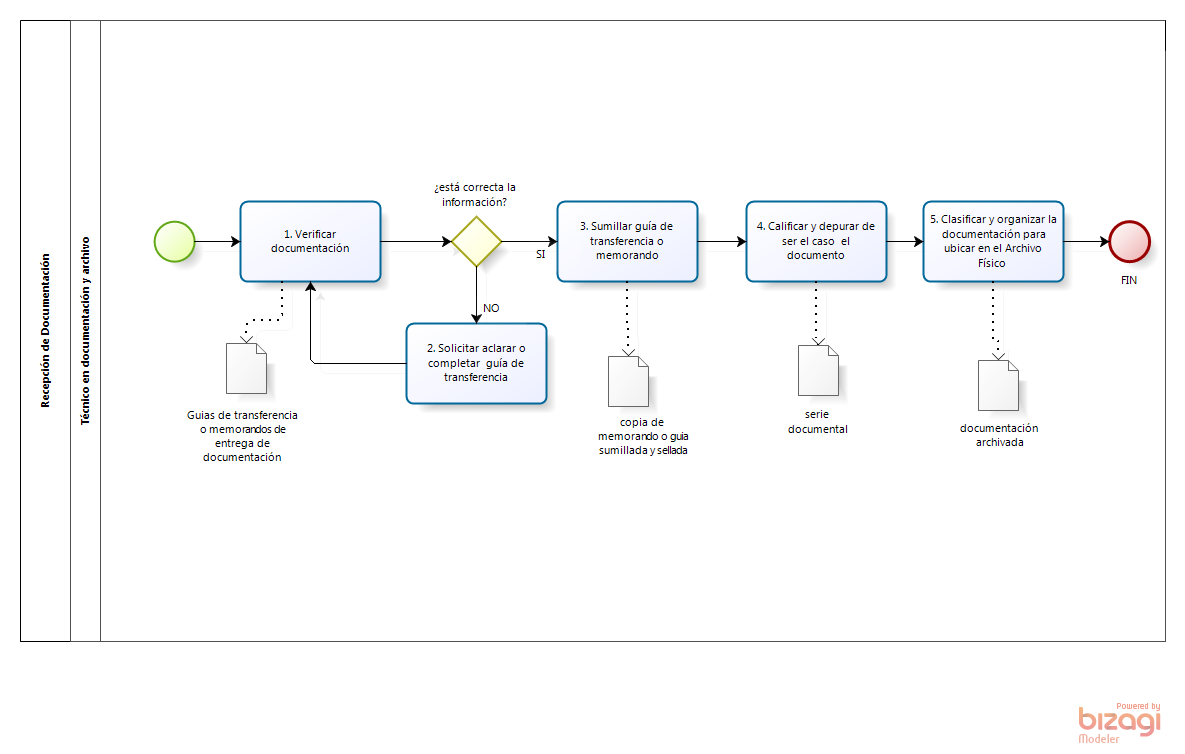 Recepción de Documentación
Técnico en documentación y archivo
1. Verificar
documentación
¿está correcta la
información?
SI
NO
2. Solicitar aclarar o
completar guía de
transferencia
3. Sumillar guía de
transferencia o
memorando
4. Calificar y depurar de
ser el caso el
documento
5. Clasificar y organizar la
documentación para
ubicar en el Archivo
Físico
FIN
Guias de transferencia
o memorandos de
entrega de
documentación
copia de
memorando o guia
sumillada y sellada
serie
documental
documentación
archivada
Powered by
bizagi
Modeler